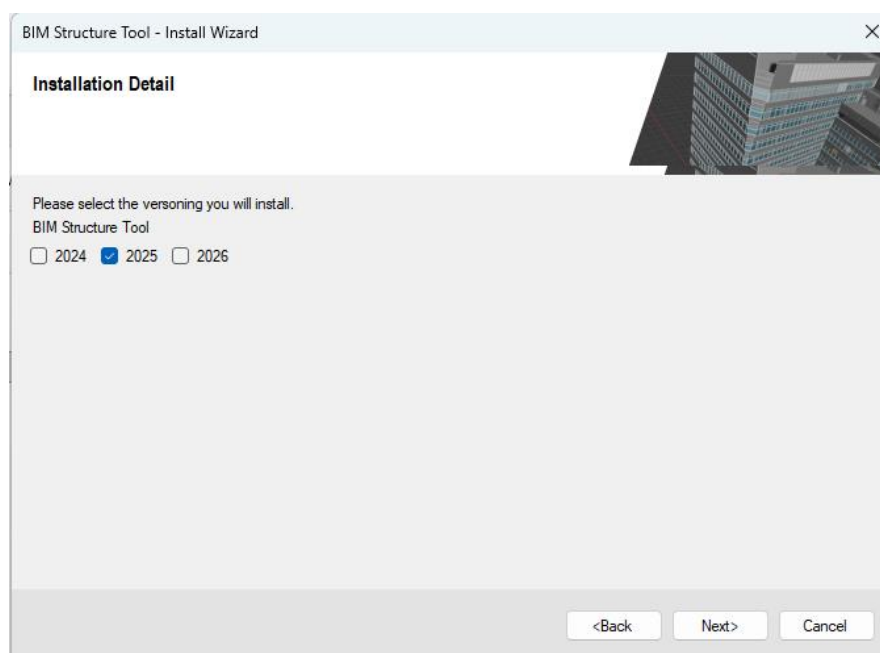 BIM Structure Tool - Install Wizard
Installation Detail
Please select the versoning you will install.
BIM Structure Tool
2024 2025 2026
<Back Next> Cancel